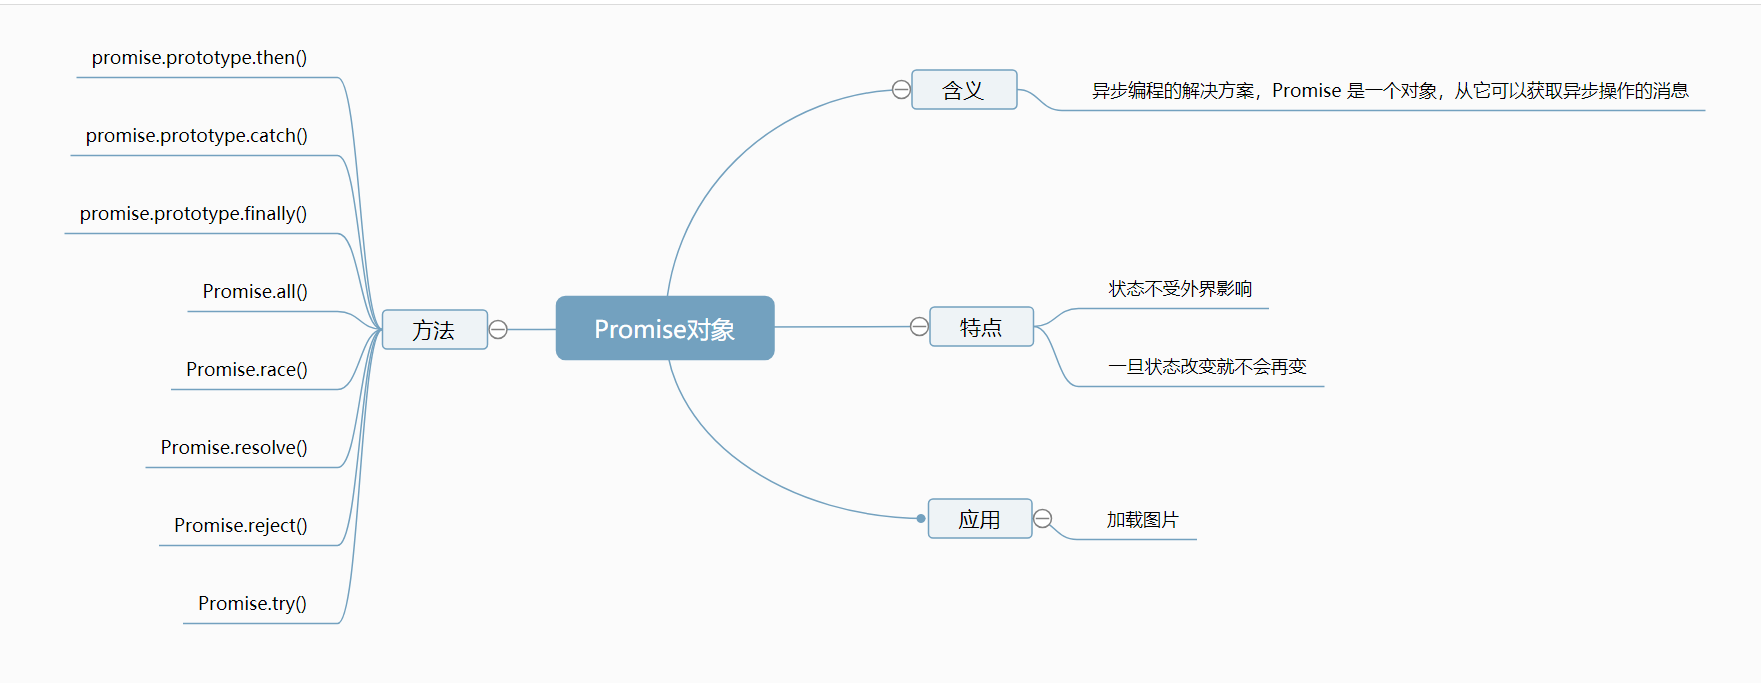 promise.prototype.then()
promise.prototype.catch()
promise.prototype.finally()
Promise.all()
Promise.race()
Promise.resolve()
Promise.reject()
Promise.try()
方法
Promise对象
含义
异步编程的解决方案，Promise 是一个对象，从它可以获取异步操作的消息
特点
状态不受外界影响
一旦状态改变就不会再变
应用
加载图片